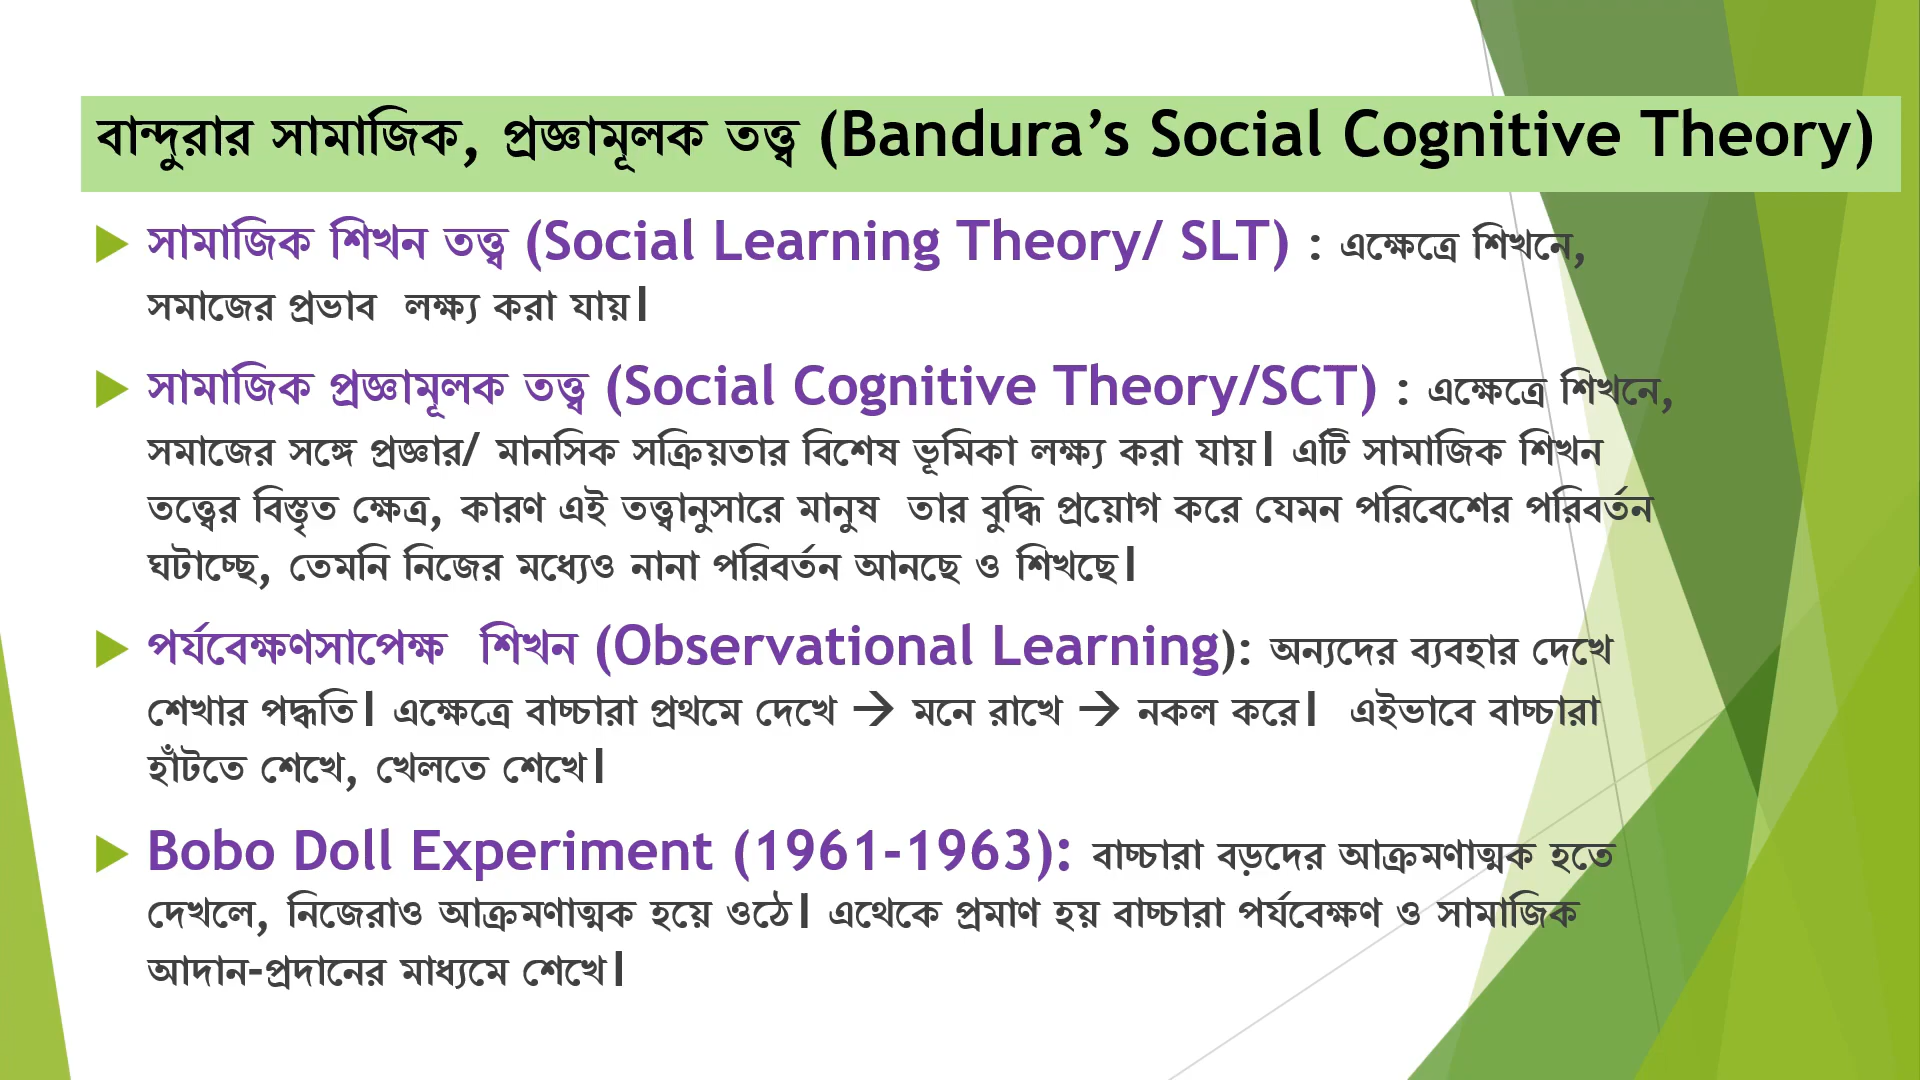 বান্দুরার সামাজিক, প্রজ্ঞামূলক তত্ত্ব (Bandura’s Social Cognitive Theory)
সামাজিক শিখন তত্ত্ব (Social Learning Theory/ SLT) : এক্ষেত্রে শিখনে,
সমাজের প্রভাব লক্ষ্য করা যায়।
সামাজিক প্রজ্ঞামূলক তত্ত্ব (Social Cognitive Theory/SCT) : এক্ষেত্রে শিখনে,
সমাজের সঙ্গে প্রজ্ঞার/ মানসিক সক্রিয়তার বিশেষ ভূমিকা লক্ষ্য করা যায়। এটি সামাজিক শিখন
তত্ত্বের বিস্তৃত ক্ষেত্র, কারণ এই তত্ত্বানুসারে মানুষ তার বুদ্ধি প্রয়োগ করে যেমন পরিবেশের পরিবর্তন
ঘটাচ্ছে, তেমনি নিজের মধ্যেও নানা পরিবর্তন আনছে ও শিখছে।
পর্যবেক্ষণসাপেক্ষ শিখন (Observational Learning): অন্যদের ব্যবহার দেখে
শেখার পদ্ধতি। এক্ষেত্রে বাচ্চারা প্রথমে দেখে → মনে রাখে → নকল করে। এইভাবে বাচ্চারা
হাঁটতে শেখে, খেলতে শেখে।
Bobo Doll Experiment (1961-1963): বাচ্চারা বড়দের আক্রমণাত্মক হতে
দেখলে, নিজেরাও আক্রমণাত্মক হয়ে ওঠে। এথেকে প্রমাণ হয় বাচ্চারা পর্যবেক্ষণ ও সামাজিক
আদান-প্রদানের মাধ্যমে শেখে।